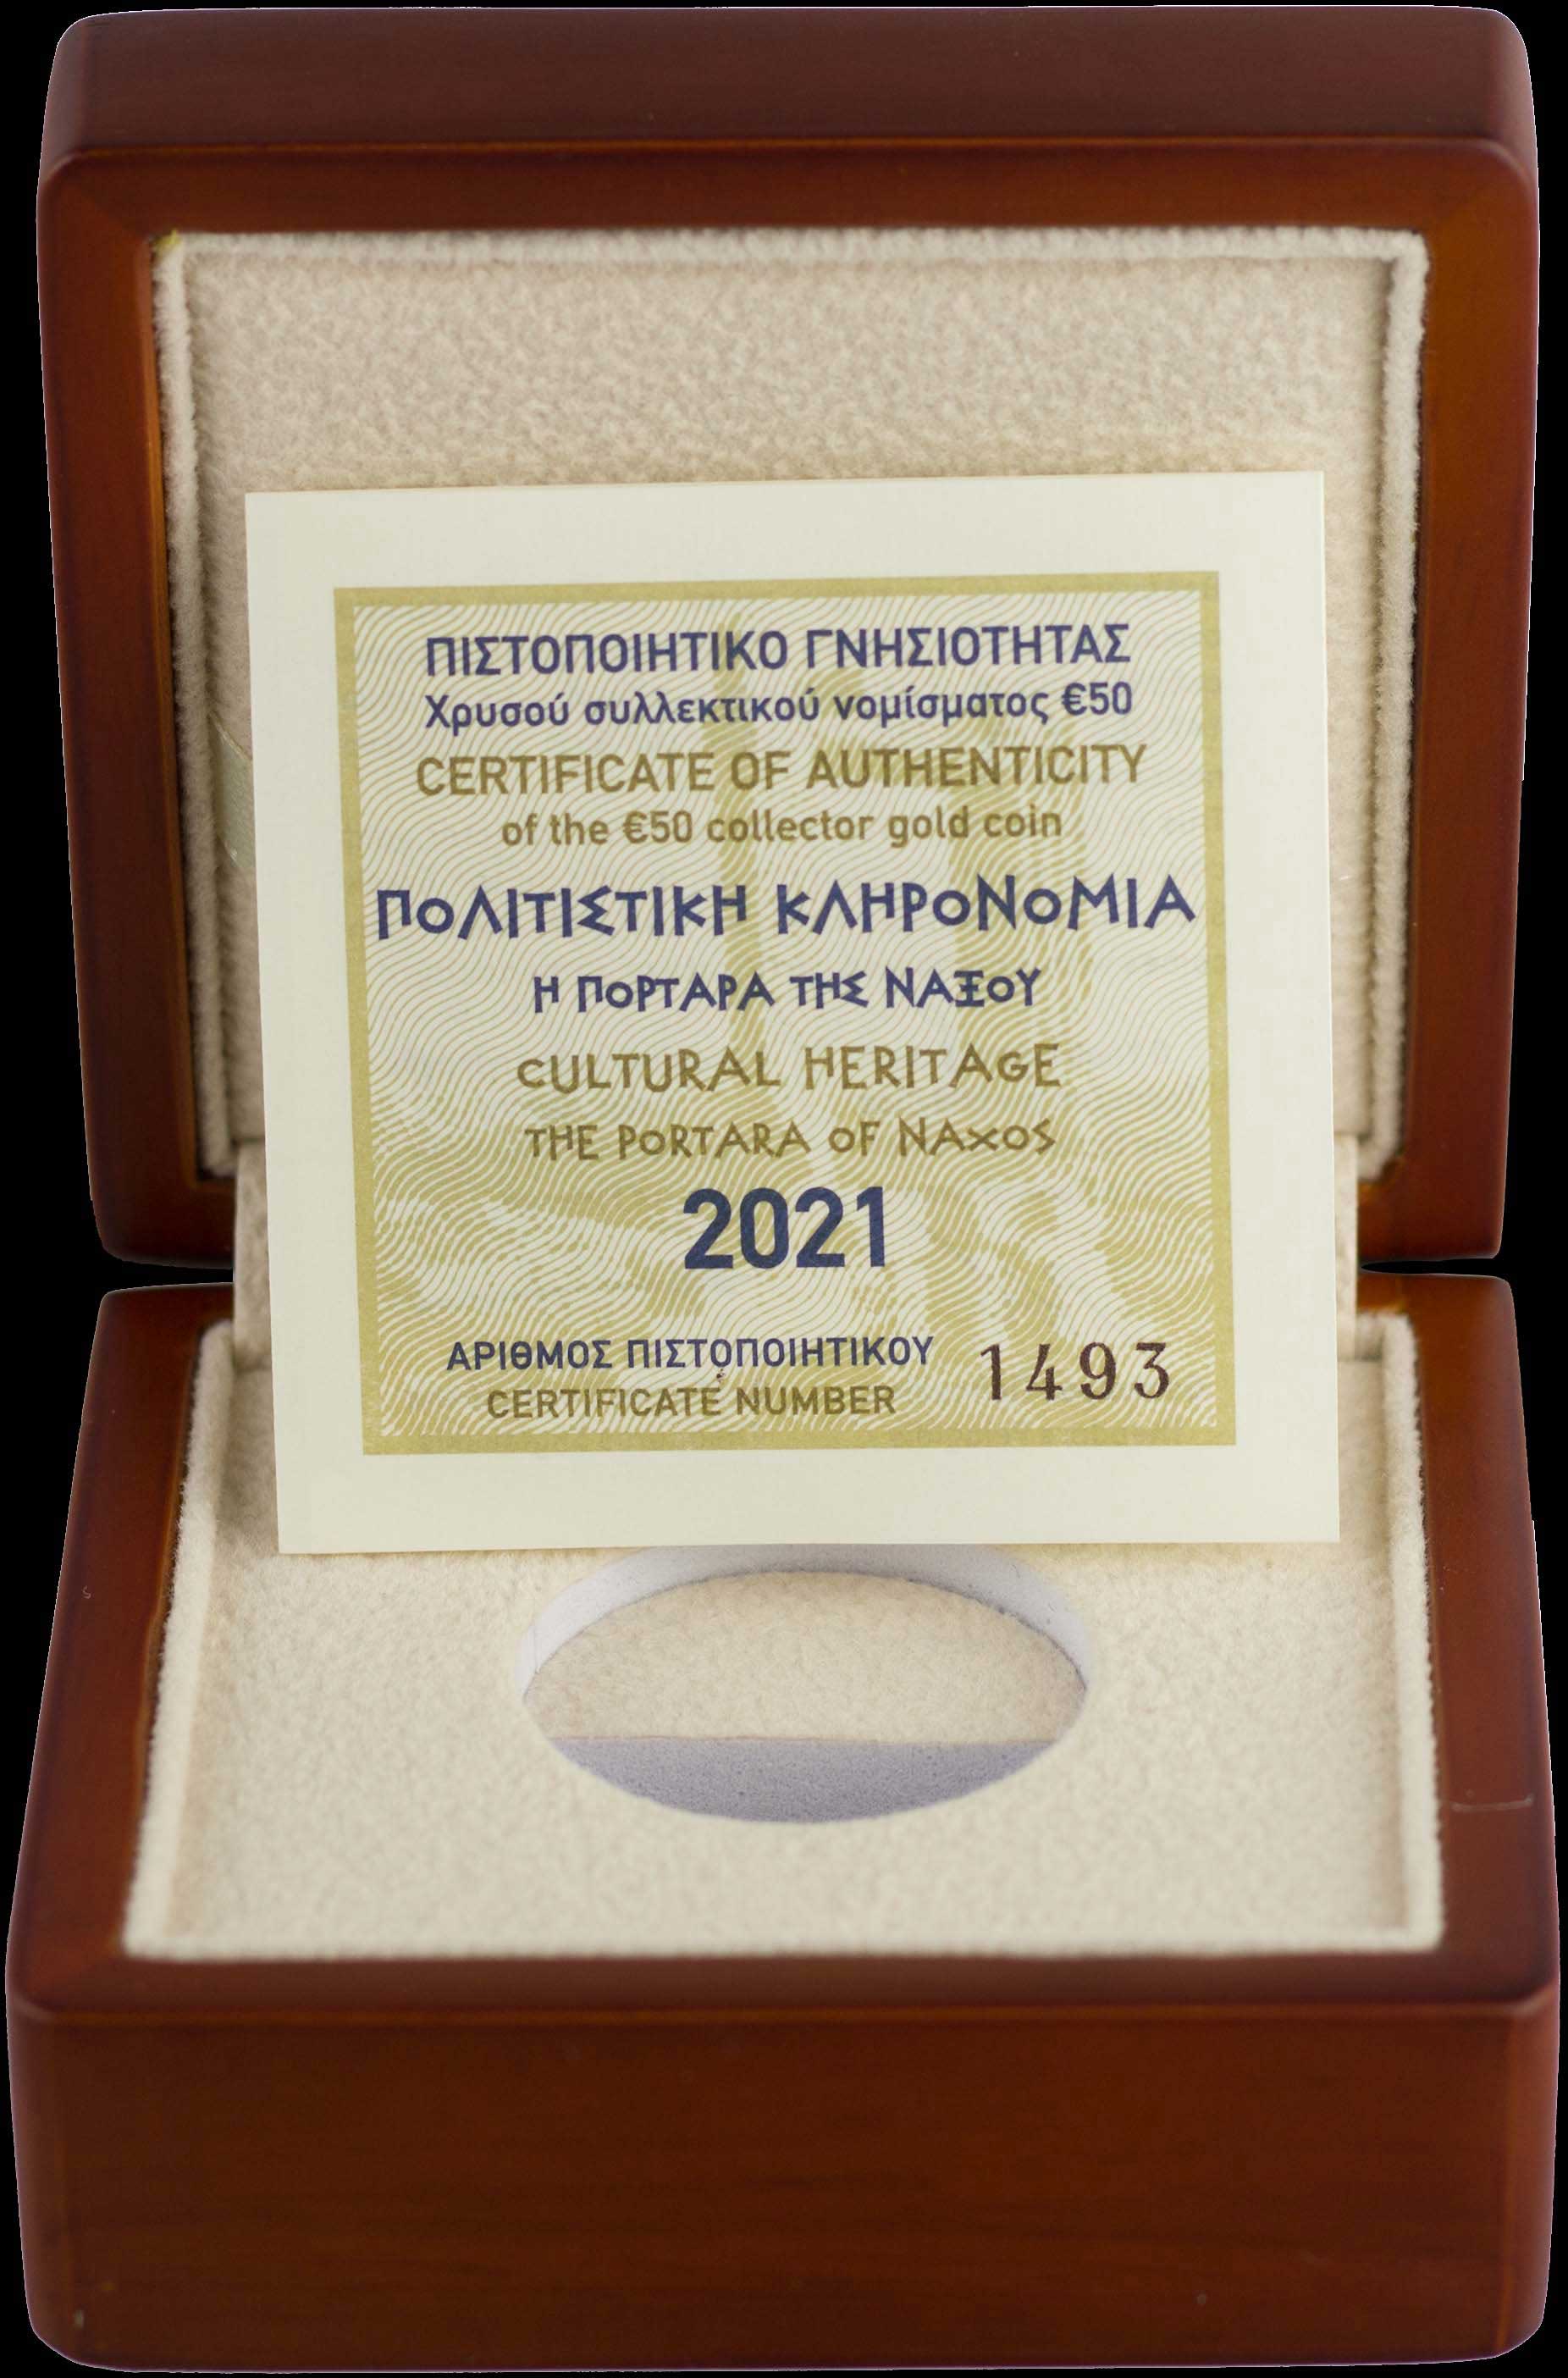 ΠΙΣΤΟΠΟΙΗΤΙΚΟ ΓΝΗΣΙΟΤΗΤΑΣ
Χρυσού συλλεκτικού νομίσματος €50
CERTIFICATE OF AUTHENTICITY
of the €50 collector gold coin
ΠΟΛΙΤΙΣΤΙΚΗ ΚΛΗΡΟΝΟΜΙΑ
Η ΠΟΡΤΑΡΑ ΤΗΣ ΝΑΞΟΥ
CULTURAL HERITAGE
THE PORTARA OF NAXOS
2021
ΑΡΙΘΜΟΣ ΠΙΣΤΟΠΟΙΗΤΙΚΟΥ 1493
CERTIFICATE NUMBER